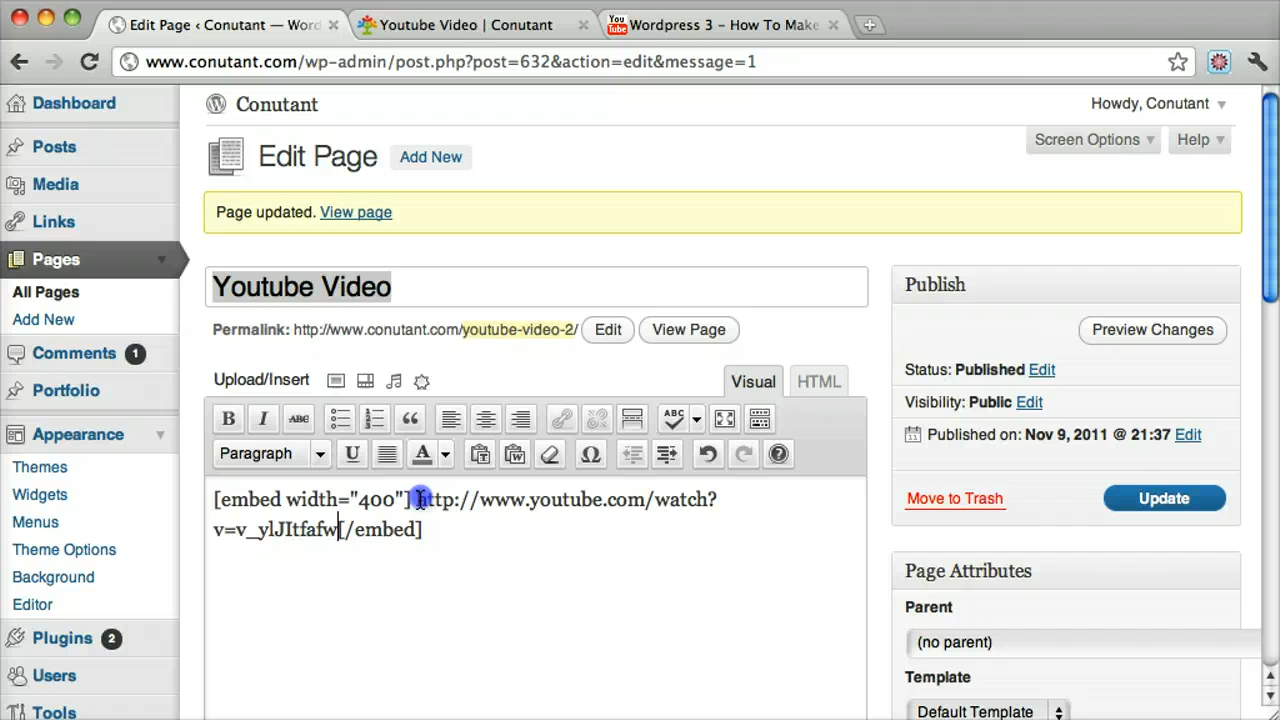 Edit Page ‹ Conutant — Word
Youtube Video | Conutant
You Tube
Wordpress 3 – How To Make
www.conutant.com/wp-admin/post.php?post=632&action=edit&message=1
Dashboard
Posts
Media
Links
Pages
All Pages
Add New
Comments 1
Portfolio
Appearance
Themes
Widgets
Menus
Theme Options
Background
Editor
Plugins 2
Users
Tools
Conutant
Howdy, Conutant
Screen Options
Help
Edit Page
Add New
Page updated. View page
Youtube Video
Permalink: http://www.conutant.com/youtube-video-2/
Edit
View Page
Upload/Insert
Visual
HTML
B I ABC
ABC
Paragraph
U
A
Ω
[embed width="400"] http://www.youtube.com/watch?
v=v_ylJItfafw[/embed]
Publish
Preview Changes
Status: Published Edit
Visibility: Public Edit
Published on: Nov 9, 2011 @ 21:37 Edit
Move to Trash
Update
Page Attributes
Parent
(no parent)
Template
Default Template